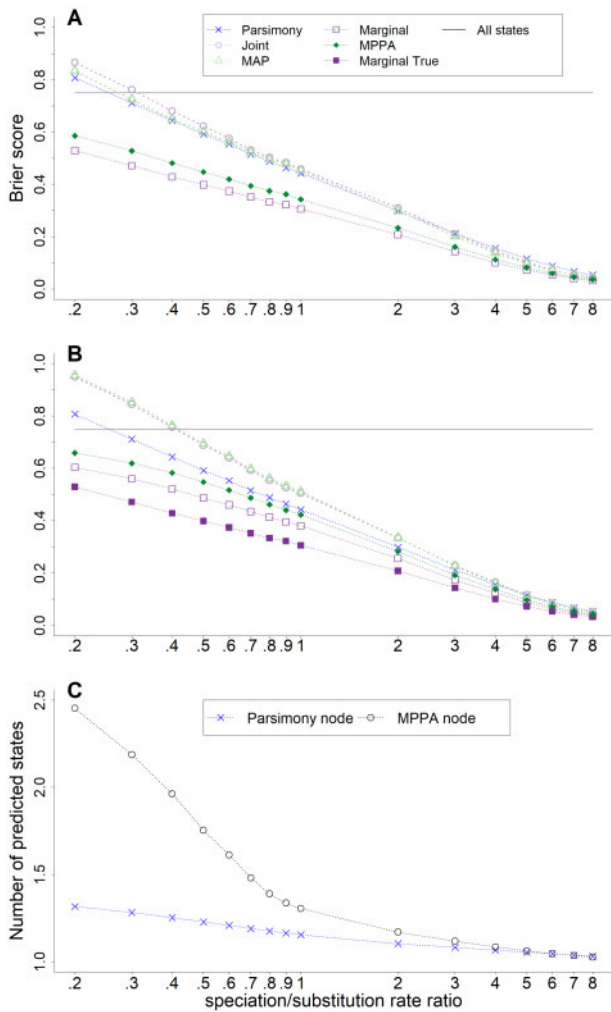 A
Parsimony Marginal All states
Joint MPPA
MAP Marginal True
Brier score
1.0
0.8
0.6
0.4
0.2
0.0
.2 .3 .4 .5 .6 .7 .8 .9 1 2 3 4 5 6 7 8
B
Brier score
1.0
0.8
0.6
0.4
0.2
0.0
.2 .3 .4 .5 .6 .7 .8 .9 1 2 3 4 5 6 7 8
C
Parsimony node MPPA node
Number of predicted states
2.5
2.0
1.5
1.0
.2 .3 .4 .5 .6 .7 .8 .9 1 2 3 4 5 6 7 8
speciation/substitution rate ratio